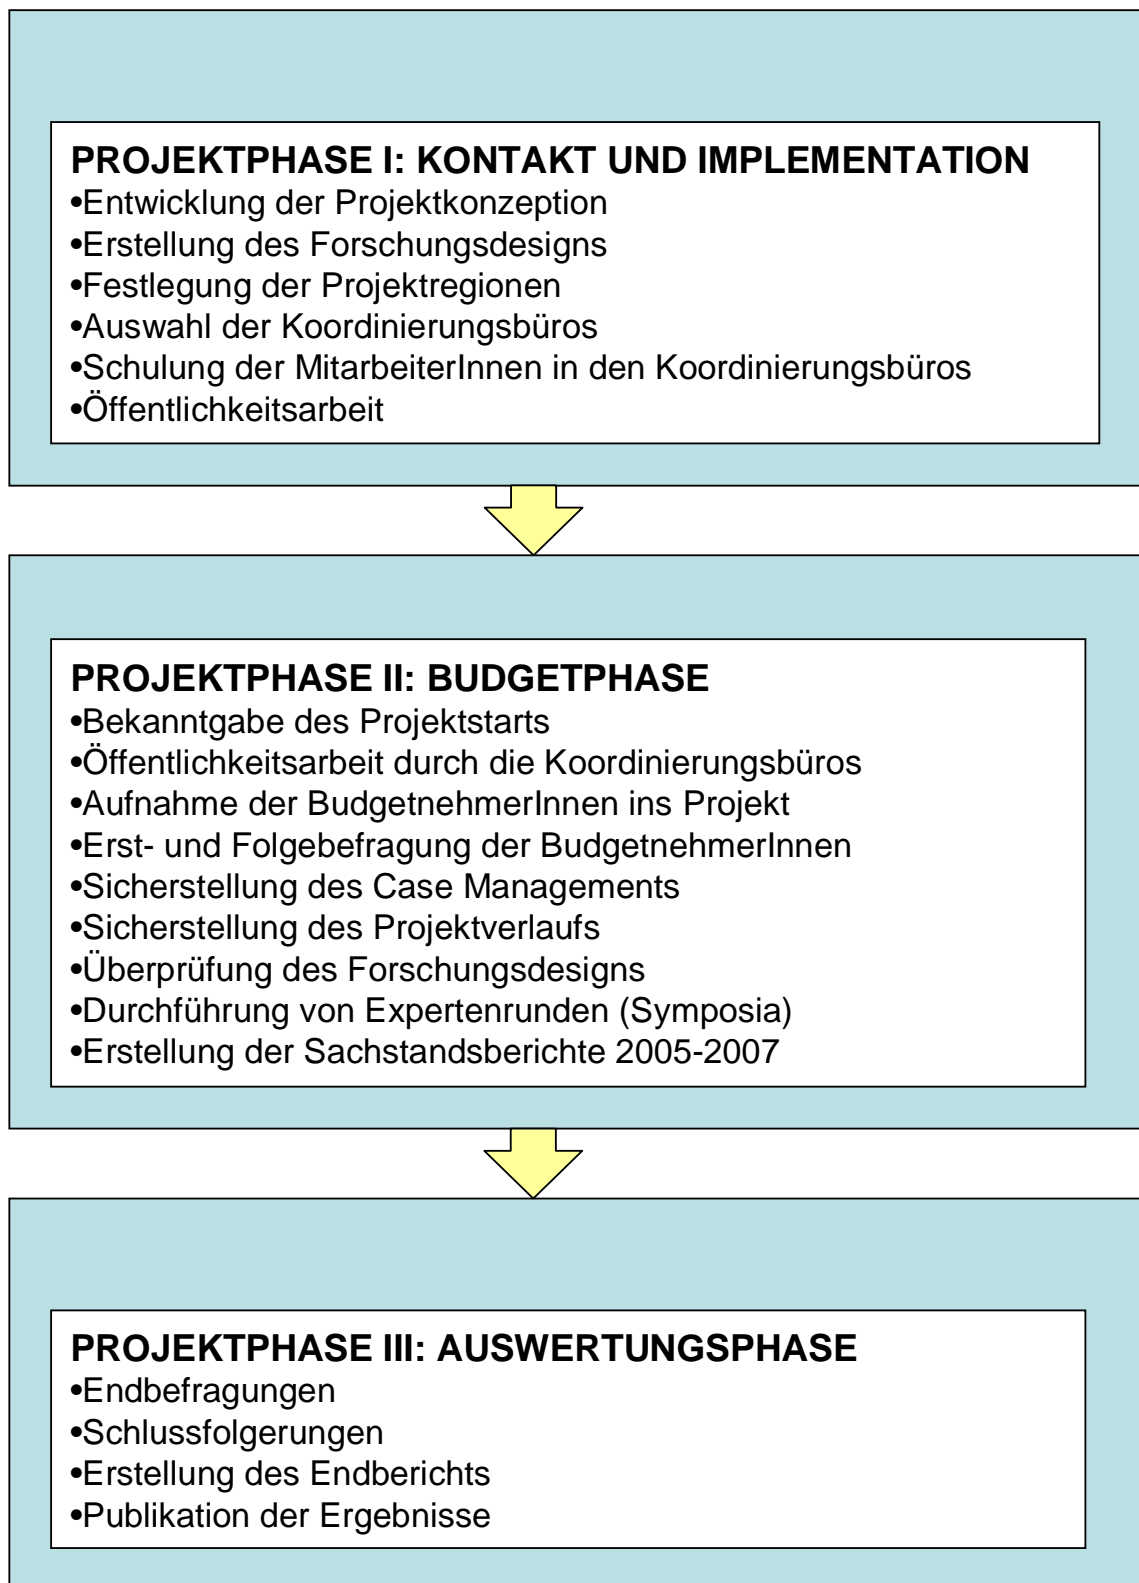 PROJEKTPHASE I: KONTAKT UND IMPLEMENTATION
•Entwicklung der Projektkonzeption
•Erstellung des Forschungsdesigns
•Festlegung der Projektregionen
•Auswahl der Koordinierungsbüros
•Schulung der MitarbeiterInnen in den Koordinierungsbüros
•Öffentlichkeitsarbeit
PROJEKTPHASE II: BUDGETPHASE
•Bekanntgabe des Projektstarts
•Öffentlichkeitsarbeit durch die Koordinierungsbüros
•Aufnahme der BudgetnehmerInnen ins Projekt
•Erst- und Folgebefragung der BudgetnehmerInnen
•Sicherstellung des Case Managements
•Sicherstellung des Projektverlaufs
•Überprüfung des Forschungsdesigns
•Durchführung von Expertenrunden (Symposia)
•Erstellung der Sachstandsberichte 2005-2007
PROJEKTPHASE III: AUSWERTUNGSPHASE
•Endbefragungen
•Schlussfolgerungen
•Erstellung des Endberichts
•Publikation der Ergebnisse